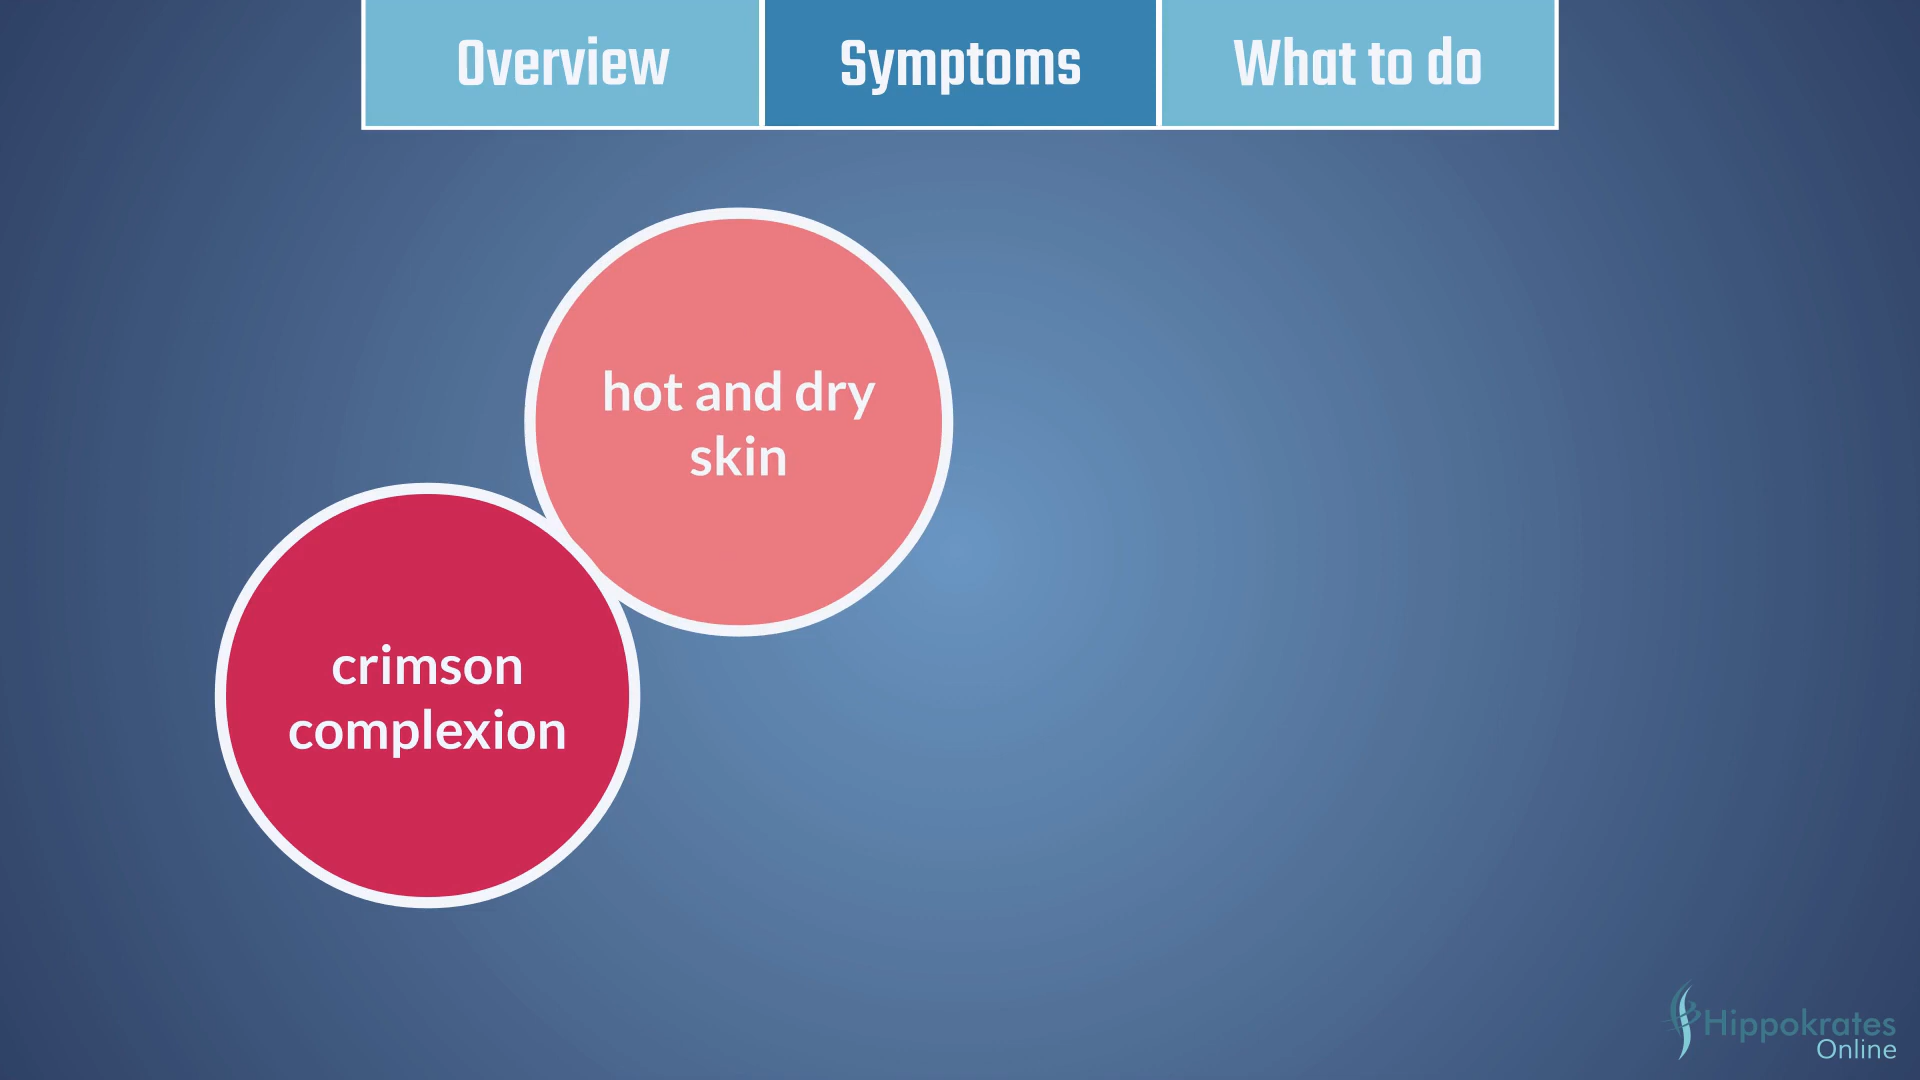 Overview
Symptoms
What to do
hot and dry
skin
crimson
complexion
Hippokrates
Online